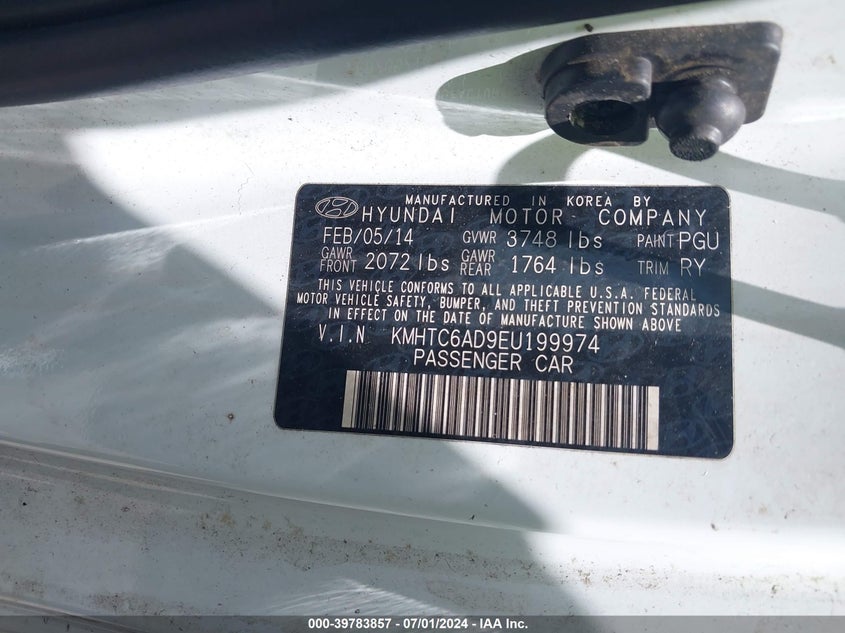 MANUFACTURED IN KOREA BY
HYUNDAI MOTOR COMPANY
FEB/05/14 GVWR 3748 lbs PAINT PGU
GAWR FRONT 2072 lbs GAWR REAR 1764 lbs TRIM RY
THIS VEHICLE CONFORMS TO ALL APPLICABLE U.S.A. FEDERAL
MOTOR VEHICLE SAFETY, BUMPER, AND THEFT PREVENTION STANDARDS
IN EFFECT ON THE DATE OF MANUFACTURE SHOWN ABOVE
V.I.N KMHTC6AD9EU199974
PASSENGER CAR
000-39783857 - 07/01/2024 - IAA, Inc.